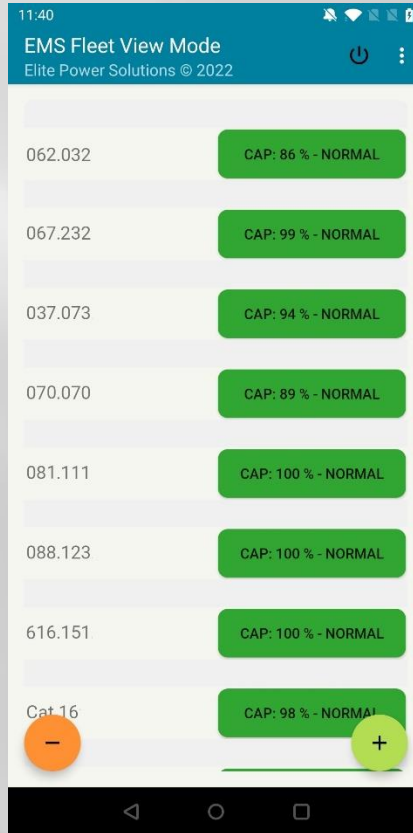 11:40
EMS Fleet View Mode
Elite Power Solutions © 2022
062.032 CAP: 86 % - NORMAL
067.232 CAP: 99 % - NORMAL
037.073 CAP: 94 % - NORMAL
070.070 CAP: 89 % - NORMAL
081.111 CAP: 100 % - NORMAL
088.123 CAP: 100 % - NORMAL
616.151 CAP: 100 % - NORMAL
Cat 16 CAP: 98 % - NORMAL
− +